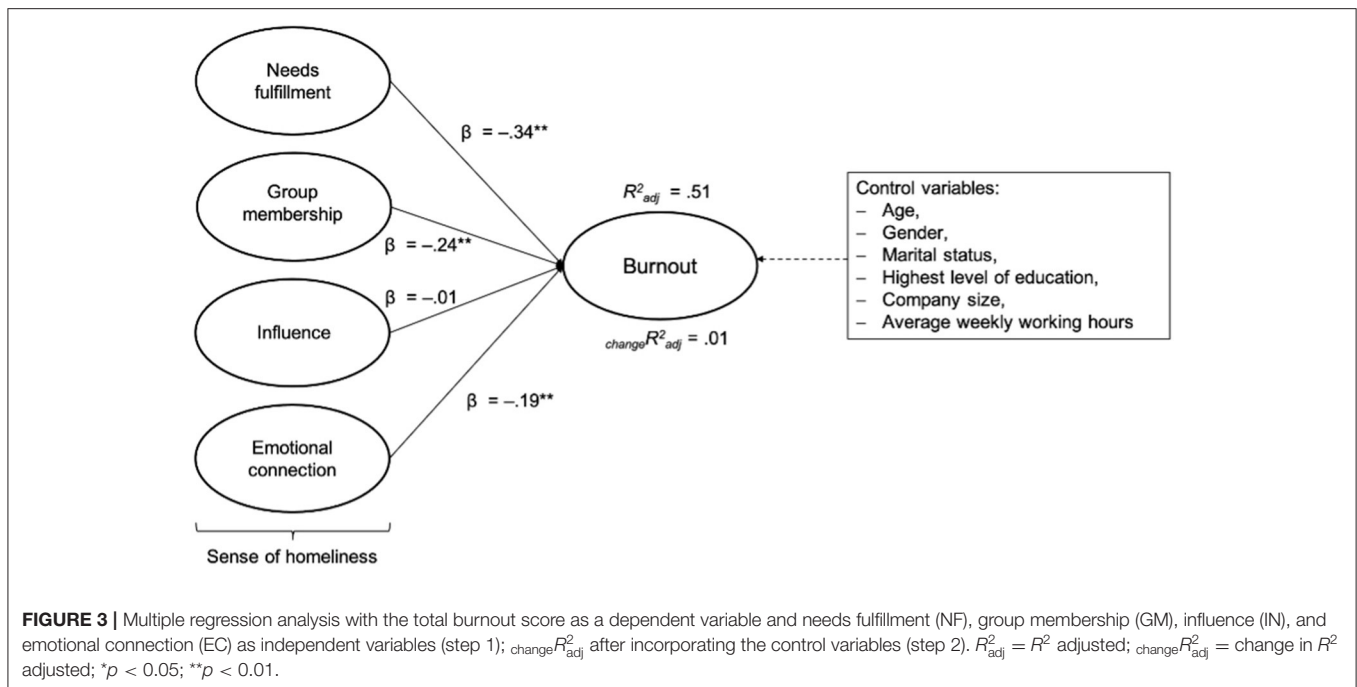 Needs
fulfillment
β = –.34**
Group
membership
β = –.24**
R²adj = .51
Control variables:
– Age,
– Gender,
– Marital status,
– Highest level of education,
– Company size,
– Average weekly working hours
Burnout
β = –.01
Influence
changeR²adj = .01
β = –.19**
Emotional
connection
Sense of homeliness
FIGURE 3 | Multiple regression analysis with the total burnout score as a dependent variable and needs fulfillment (NF), group membership (GM), influence (IN), and
emotional connection (EC) as independent variables (step 1); changeR²adj after incorporating the control variables (step 2). R²adj = R² adjusted; changeR²adj = change in R²
adjusted; *p < 0.05; **p < 0.01.